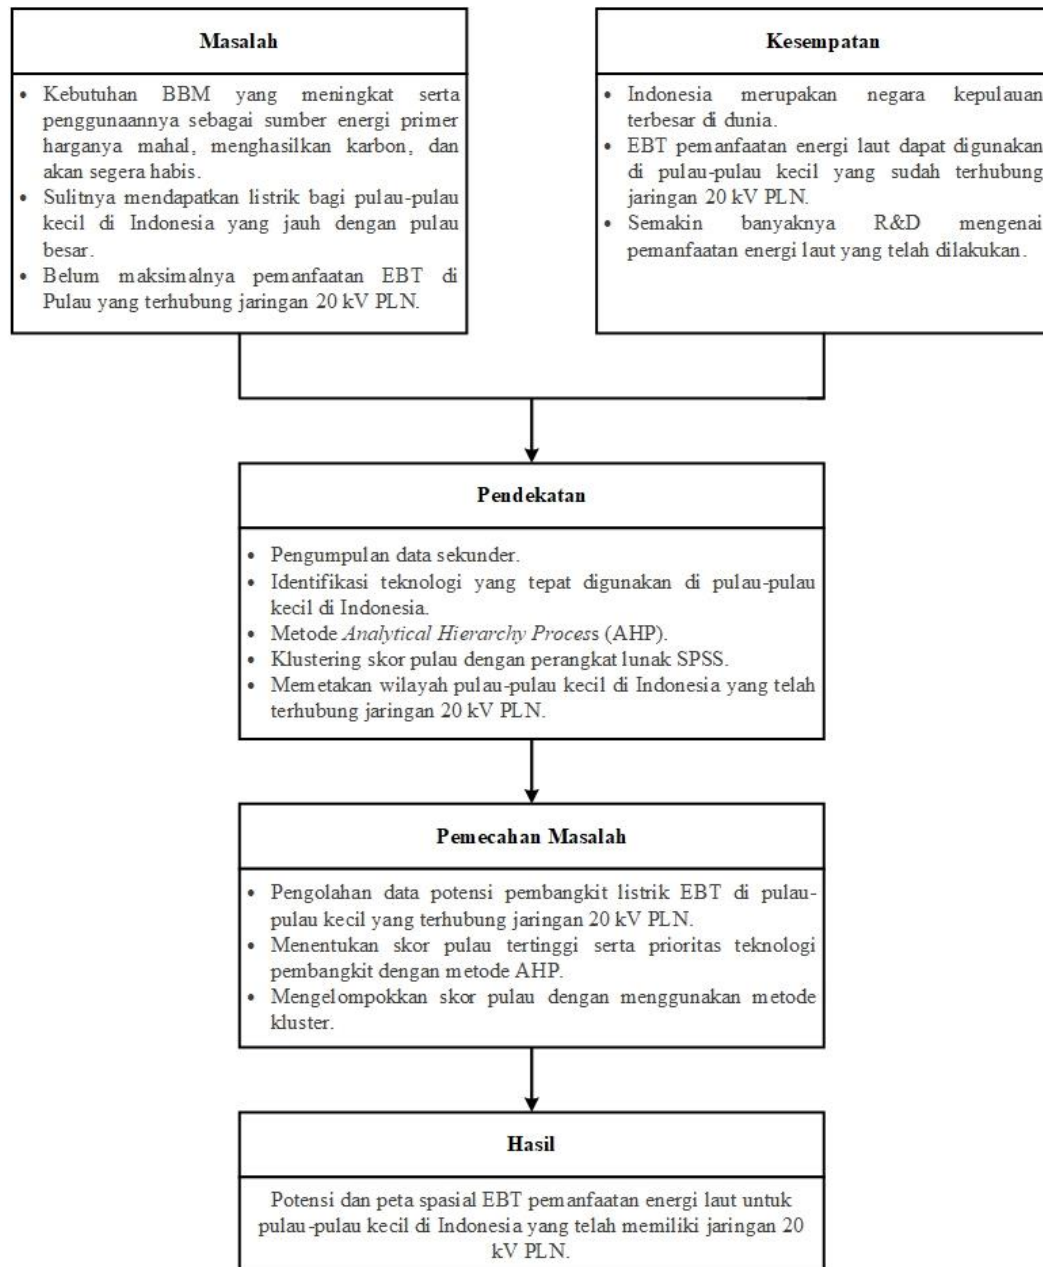 Masalah
• Kebutuhan BBM yang meningkat serta
penggunaannya sebagai sumber energi primer
harganya mahal, menghasilkan karbon, dan
akan segera habis.
• Sulitnya mendapatkan listrik bagi pulau-pulau
kecil di Indonesia yang jauh dengan pulau
besar.
• Belum maksimalnya pemanfaatan EBT di
Pulau yang terhubung jaringan 20 kV PLN.
Kesempatan
• Indonesia merupakan negara kepulauan
terbesar di dunia.
• EBT pemanfaatan energi laut dapat digunakan
di pulau-pulau kecil yang sudah terhubung
jaringan 20 kV PLN.
• Semakin banyaknya R&D mengenai
pemanfaatan energi laut yang telah dilakukan.
Pendekatan
• Pengumpulan data sekunder.
• Identifikasi teknologi yang tepat digunakan di pulau-pulau
kecil di Indonesia.
• Metode Analytical Hierarchy Process (AHP).
• Klustering skor pulau dengan perangkat lunak SPSS.
• Memetakan wilayah pulau-pulau kecil di Indonesia yang telah
terhubung jaringan 20 kV PLN.
Pemecahan Masalah
• Pengolahan data potensi pembangkit listrik EBT di pulau-
pulau kecil yang terhubung jaringan 20 kV PLN.
• Menentukan skor pulau tertinggi serta prioritas teknologi
pembangkit dengan metode AHP.
• Mengelompokkan skor pulau dengan menggunakan metode
kluster.
Hasil
Potensi dan peta spasial EBT pemanfaatan energi laut untuk
pulau-pulau kecil di Indonesia yang telah memiliki jaringan 20
kV PLN.